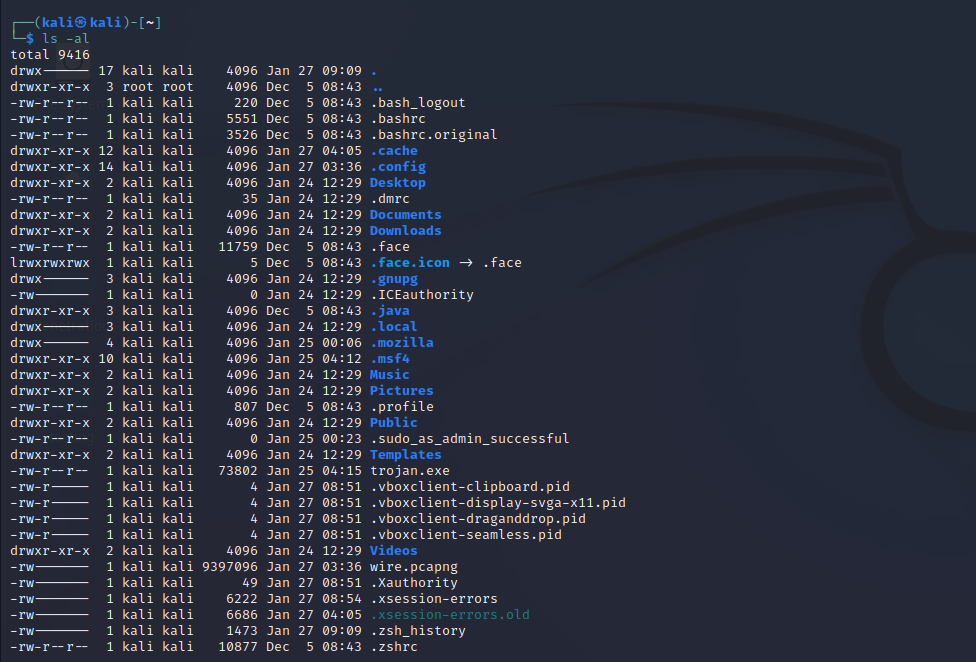 ┌──(kali㉿kali)-[~]
└─$ ls -al
total 9416
drwx------ 17 kali kali    4096 Jan 27 09:09 .
drwxr-xr-x  3 root root    4096 Dec  5 08:43 ..
-rw-r--r--  1 kali kali     220 Dec  5 08:43 .bash_logout
-rw-r--r--  1 kali kali    5551 Dec  5 08:43 .bashrc
-rw-r--r--  1 kali kali    3526 Dec  5 08:43 .bashrc.original
drwxr-xr-x 12 kali kali    4096 Jan 27 04:05 .cache
drwxr-xr-x 14 kali kali    4096 Jan 27 03:36 .config
drwxr-xr-x  2 kali kali    4096 Jan 24 12:29 Desktop
-rw-r--r--  1 kali kali      35 Jan 24 12:29 .dmrc
drwxr-xr-x  2 kali kali    4096 Jan 24 12:29 Documents
drwxr-xr-x  2 kali kali    4096 Jan 24 12:29 Downloads
-rw-r--r--  1 kali kali   11759 Dec  5 08:43 .face
lrwxrwxrwx  1 kali kali       5 Dec  5 08:43 .face.icon -> .face
drwx------  3 kali kali    4096 Jan 24 12:29 .gnupg
-rw-------  1 kali kali       0 Jan 24 12:29 .ICEauthority
drwxr-xr-x  3 kali kali    4096 Dec  5 08:43 .java
drwx------  3 kali kali    4096 Jan 24 12:29 .local
drwx------  4 kali kali    4096 Jan 25 00:06 .mozilla
drwxr-xr-x 10 kali kali    4096 Jan 25 04:12 .msf4
drwxr-xr-x  2 kali kali    4096 Jan 24 12:29 Music
drwxr-xr-x  2 kali kali    4096 Jan 24 12:29 Pictures
-rw-r--r--  1 kali kali     807 Dec  5 08:43 .profile
drwxr-xr-x  2 kali kali    4096 Jan 24 12:29 Public
-rw-r--r--  1 kali kali       0 Jan 25 00:23 .sudo_as_admin_successful
drwxr-xr-x  2 kali kali    4096 Jan 24 12:29 Templates
-rw-r--r--  1 kali kali   73802 Jan 25 04:15 trojan.exe
-rw-r-----  1 kali kali       4 Jan 27 08:51 .vboxclient-clipboard.pid
-rw-r-----  1 kali kali       4 Jan 27 08:51 .vboxclient-display-svga-x11.pid
-rw-r-----  1 kali kali       4 Jan 27 08:51 .vboxclient-draganddrop.pid
-rw-r-----  1 kali kali       4 Jan 27 08:51 .vboxclient-seamless.pid
drwxr-xr-x  2 kali kali    4096 Jan 24 12:29 Videos
-rw-------  1 kali kali 9397096 Jan 27 03:36 wire.pcapng
-rw-------  1 kali kali      49 Jan 27 08:51 .Xauthority
-rw-------  1 kali kali    6222 Jan 27 08:54 .xsession-errors
-rw-------  1 kali kali    6686 Jan 27 04:05 .xsession-errors.old
-rw-------  1 kali kali    1473 Jan 27 09:09 .zsh_history
-rw-r--r--  1 kali kali   10877 Dec  5 08:43 .zshrc